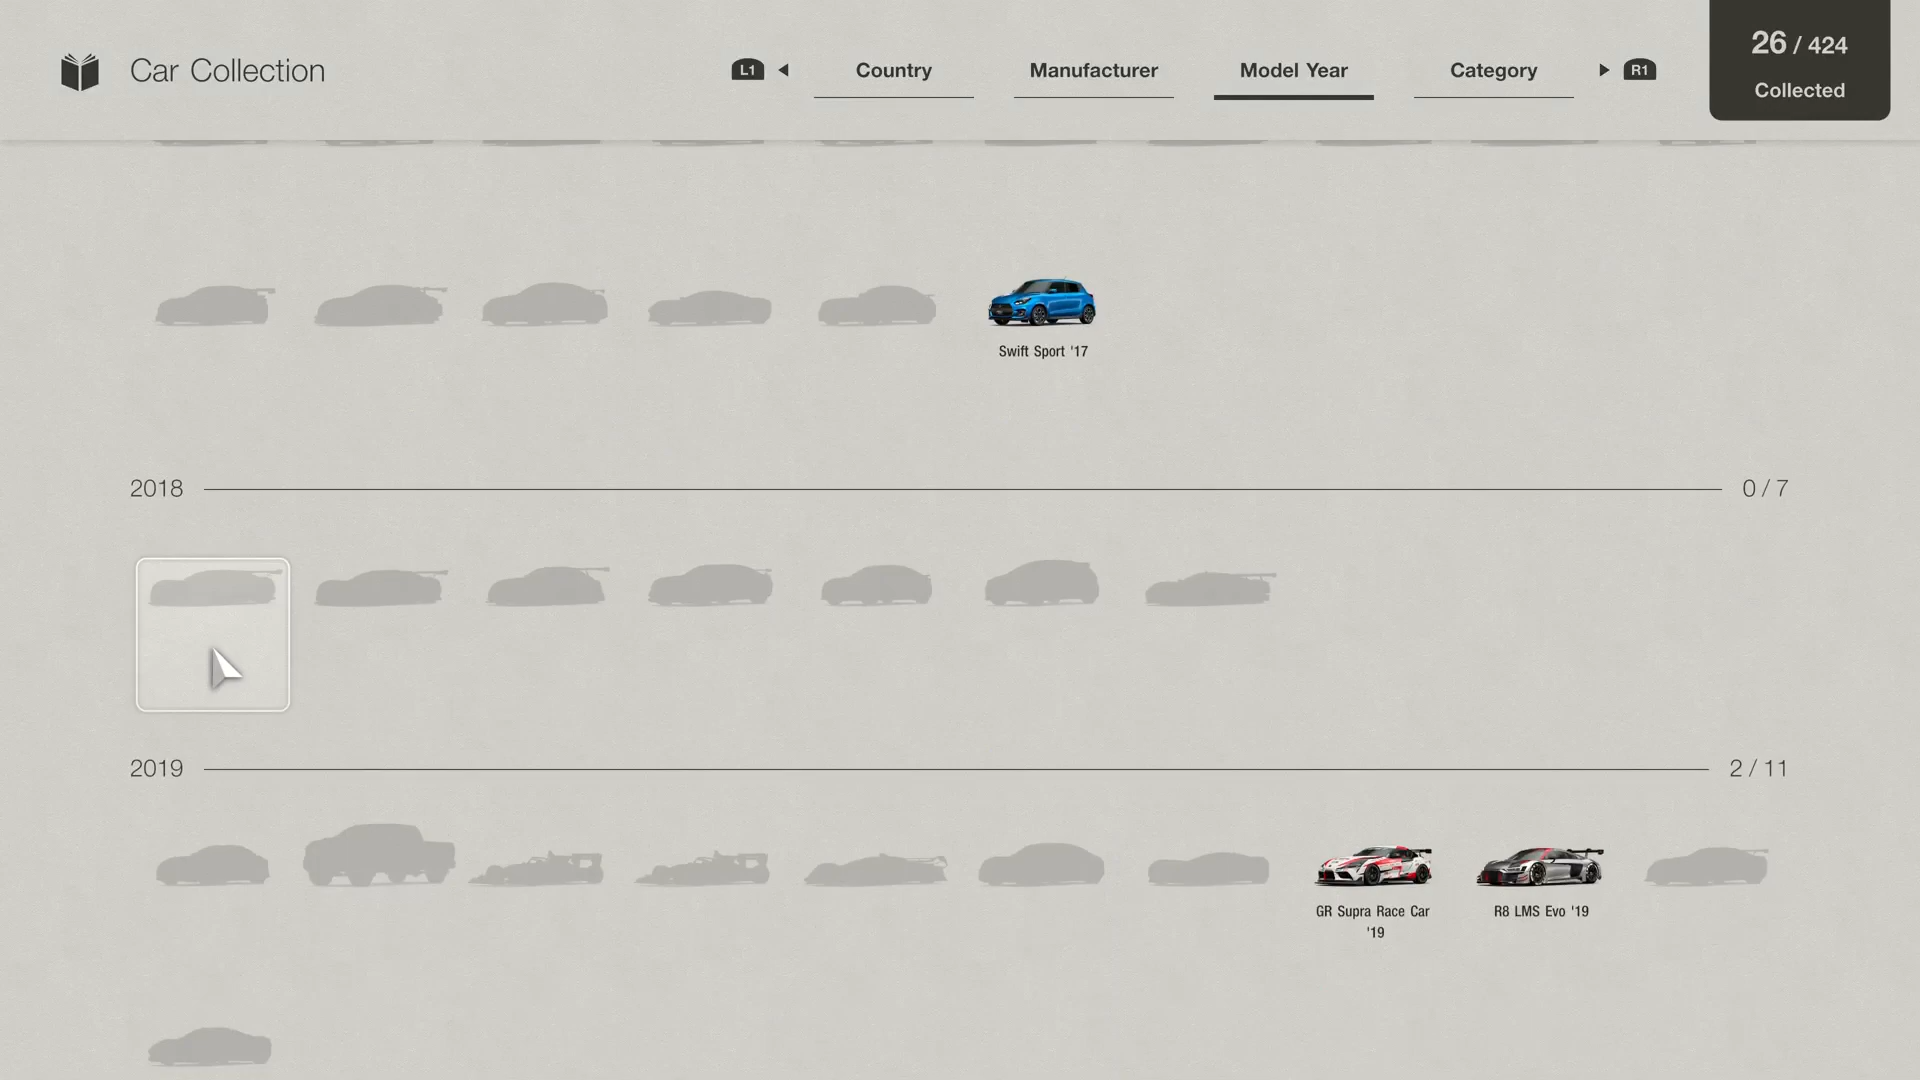 Car Collection
L1
Country
Manufacturer
Model Year
Category
R1
26 / 424
Collected
Swift Sport '17
2018
0 / 7
2019
2 / 11
GR Supra Race Car
'19
R8 LMS Evo '19